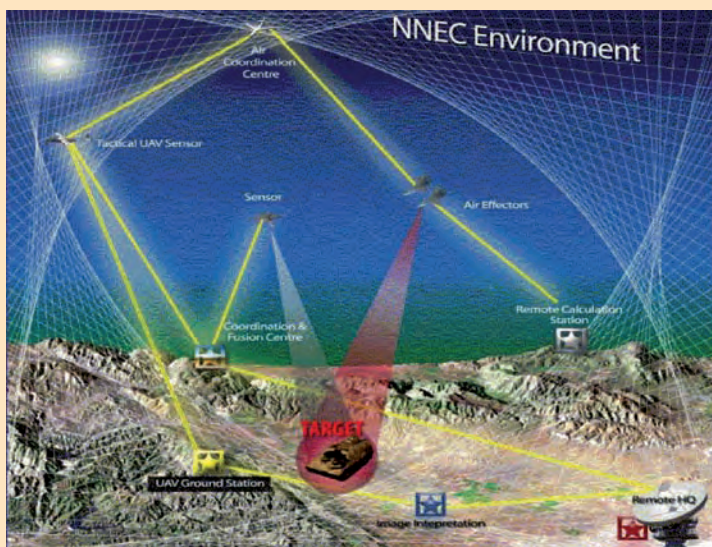 NNEC Environment
Air
Coordination
Centre
Tactical UAV Sensor
Sensor
Air Effectors
Remote Calculation
Station
Coordination &
Fusion Centre
TARGET
UAV Ground Station
Image Intepretation
Remote HQ